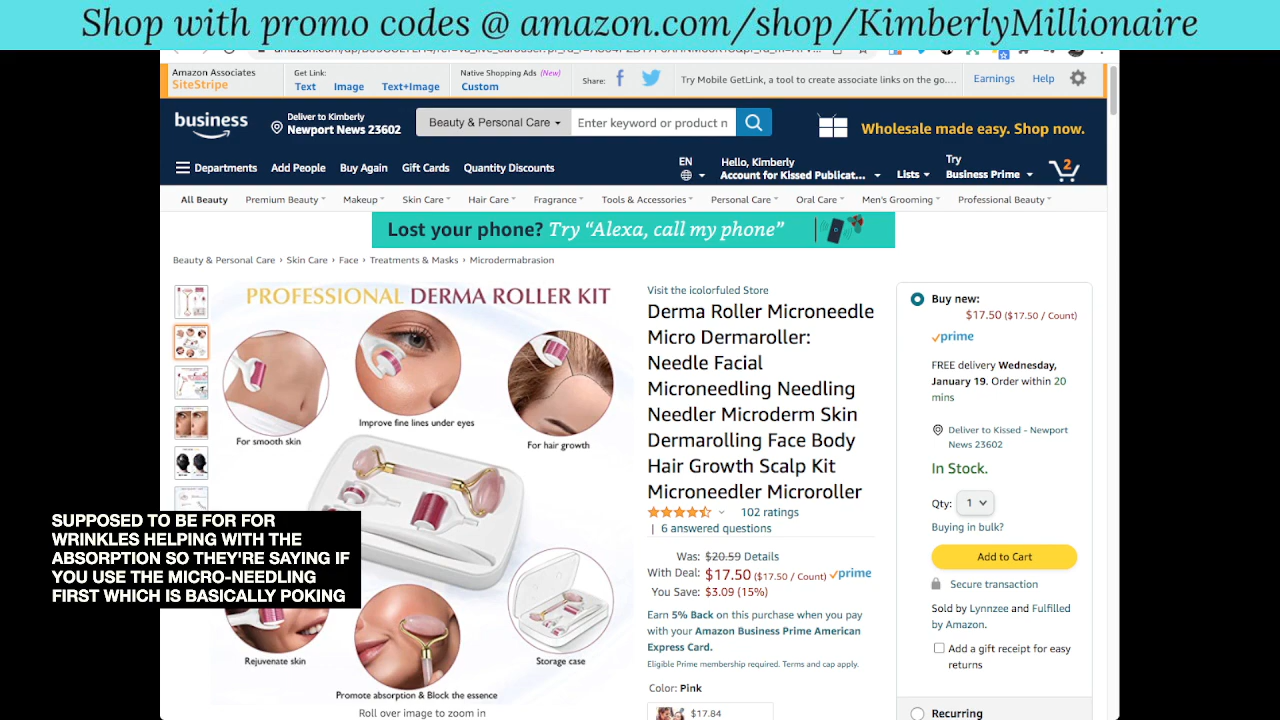 Shop with promo codes @ amazon.com/shop/KimberlyMillionaire
Amazon Associates
SiteStripe
Get Link:
Text Image Text+Image
Native Shopping Ads (New)
Custom
Share:
Try Mobile GetLink, a tool to create associate links on the go....
Earnings Help
business
Deliver to Kimberly
Newport News 23602
Beauty & Personal Care
Enter keyword or product n
Wholesale made easy. Shop now.
Departments Add People Buy Again Gift Cards Quantity Discounts
EN
Hello, Kimberly
Account for Kissed Publicat...
Lists
Try
Business Prime
2
All Beauty Premium Beauty Makeup Skin Care Hair Care Fragrance Tools & Accessories Personal Care Oral Care Men's Grooming Professional Beauty
Lost your phone? Try “Alexa, call my phone”
Beauty & Personal Care › Skin Care › Face › Treatments & Masks › Microdermabrasion
PROFESSIONAL DERMA ROLLER KIT
For smooth skin
Improve fine lines under eyes
For hair growth
Rejuvenate skin
Storage case
Promote absorption & Block the essence
Roll over image to zoom in
SUPPOSED TO BE FOR FOR
WRINKLES HELPING WITH THE
ABSORPTION SO THEY'RE SAYING IF
YOU USE THE MICRO-NEEDLING
FIRST WHICH IS BASICALLY POKING
Visit the icolorfuled Store
Derma Roller Microneedle
Micro Dermaroller:
Needle Facial
Microneedling Needling
Needler Microderm Skin
Dermarolling Face Body
Hair Growth Scalp Kit
Microneedler Microroller
102 ratings
| 6 answered questions
Was: $20.59 Details
With Deal: $17.50 ($17.50 / Count) prime
You Save: $3.09 (15%)
Earn 5% Back on this purchase when you pay
with your Amazon Business Prime American
Express Card.
Eligible Prime membership required. Terms and cap apply.
Color: Pink
$17.84
Buy new:
$17.50 ($17.50 / Count)
prime
FREE delivery Wednesday,
January 19. Order within 20
mins
Deliver to Kissed - Newport
News 23602
In Stock.
Qty: 1
Buying in bulk?
Add to Cart
Secure transaction
Sold by Lynnzee and Fulfilled
by Amazon.
Add a gift receipt for easy
returns
Recurring